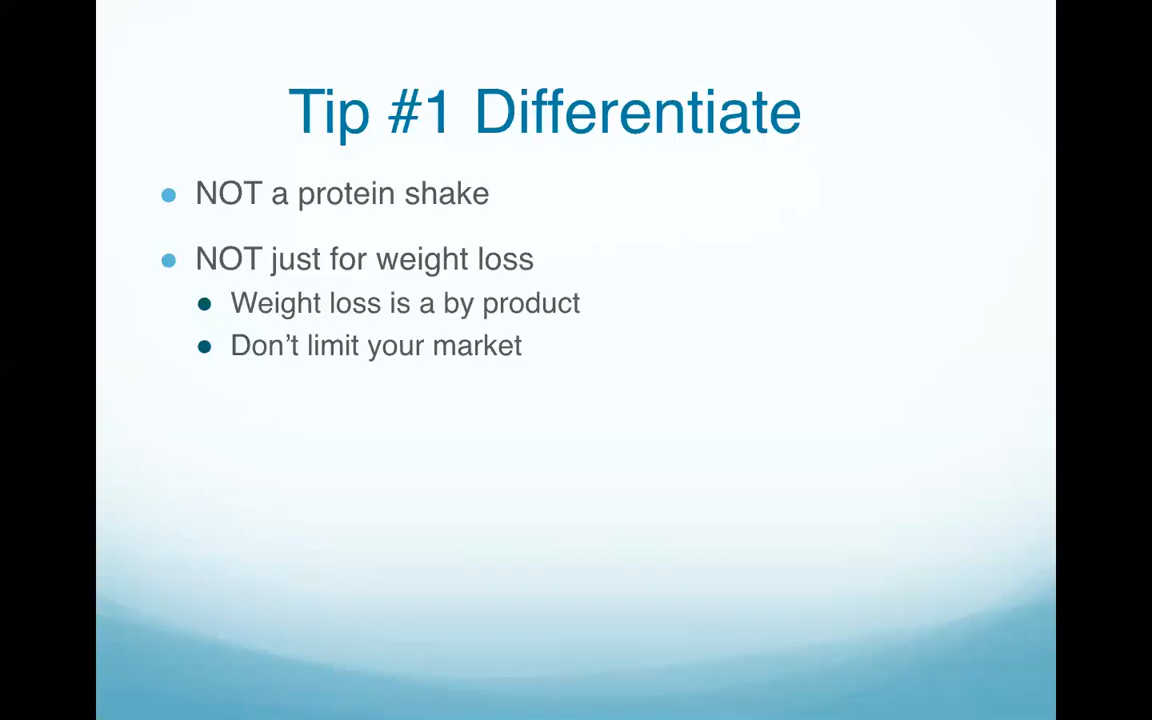 Tip #1 Differentiate
NOT a protein shake
NOT just for weight loss
Weight loss is a by product
Don’t limit your market